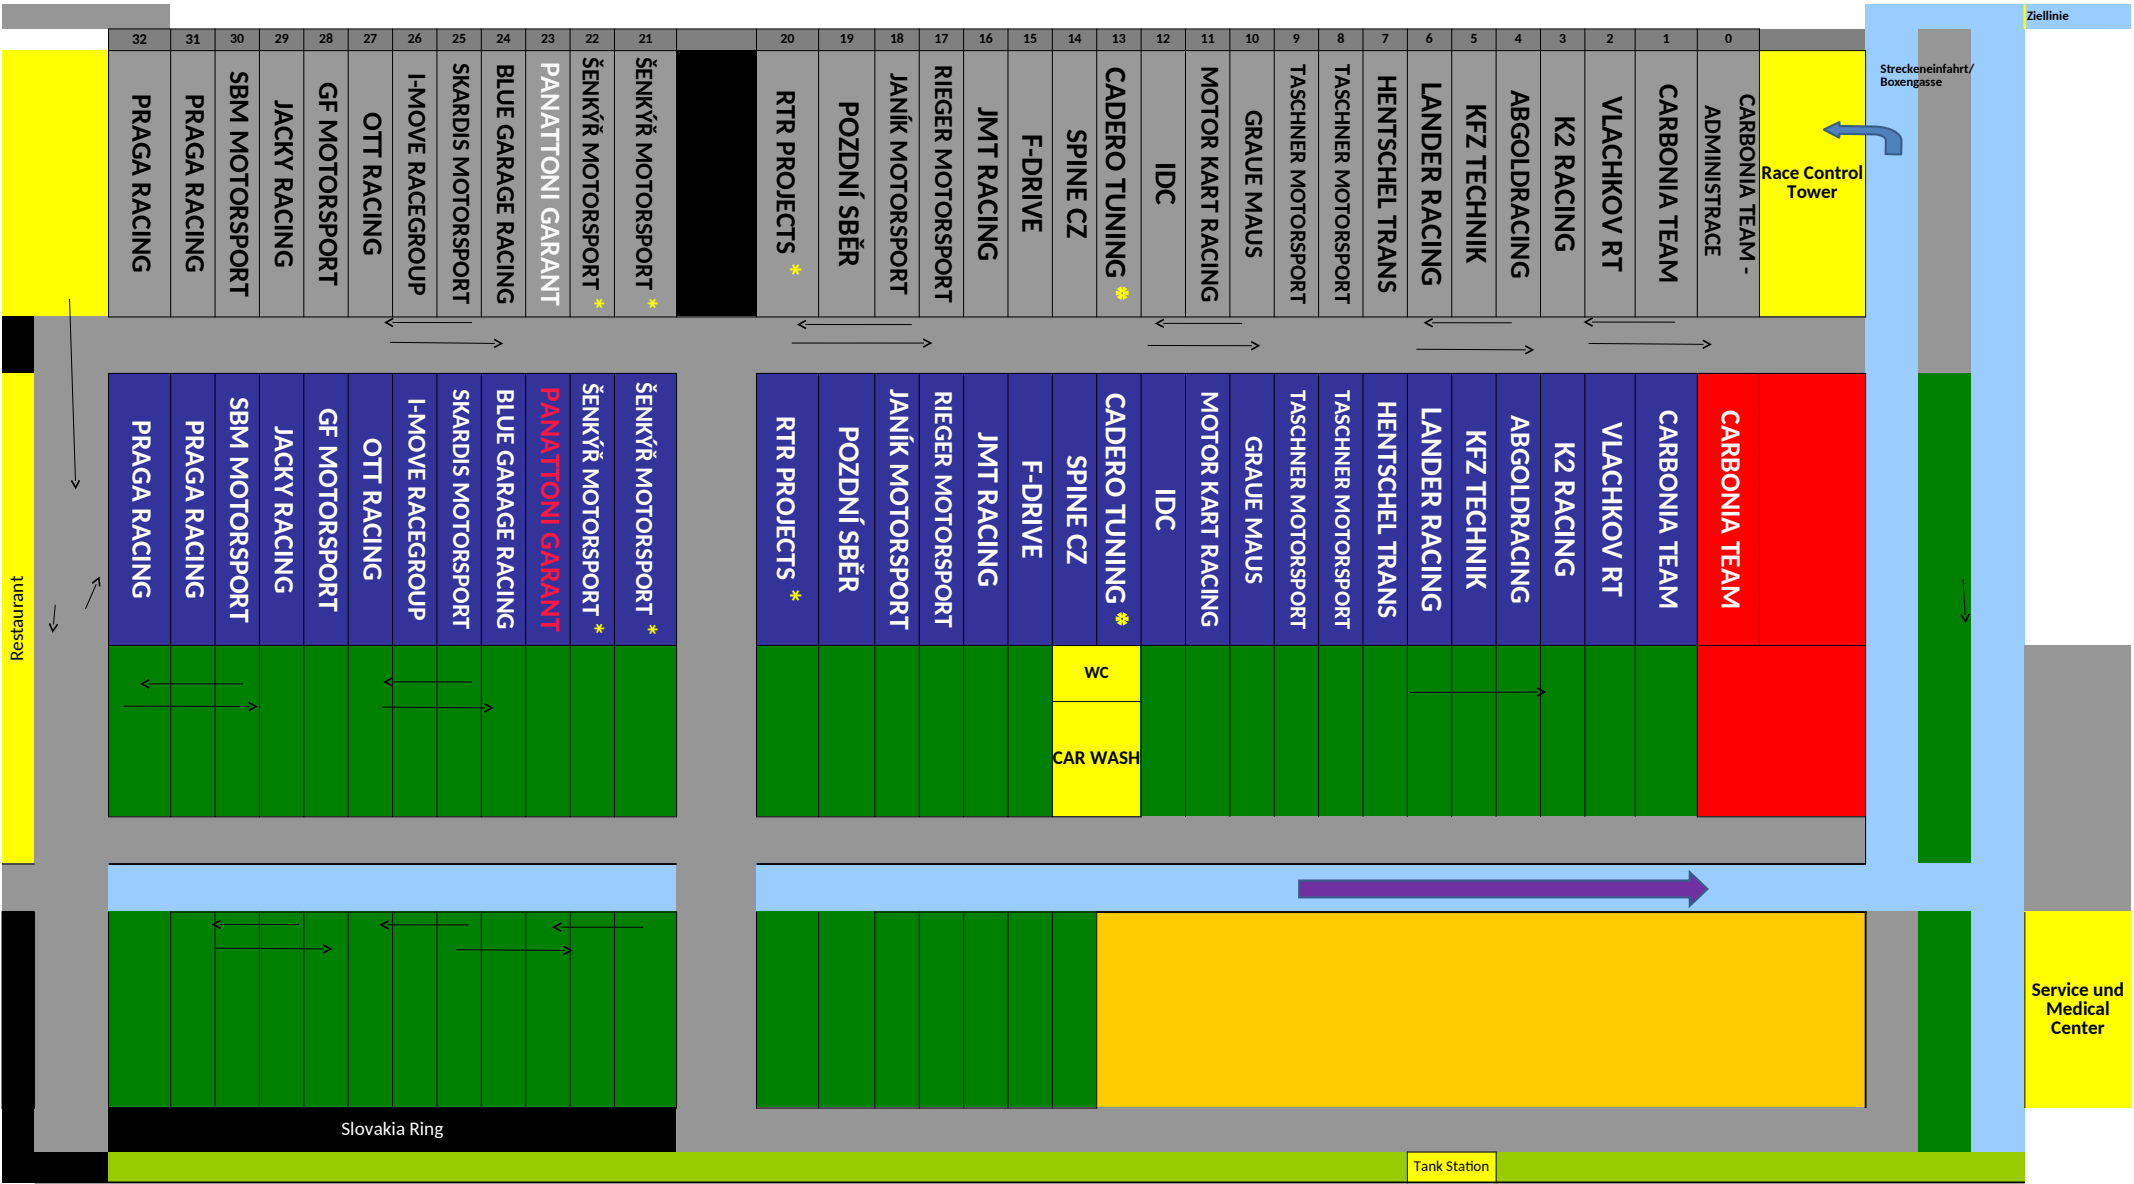 Ziellinie
32 31 30 29 28 27 26 25 24 23 22 21 20 19 18 17 16 15 14 13 12 11 10 9 8 7 6 5 4 3 2 1 0
PRAGA RACING
PRAGA RACING
SBM MOTORSPORT
JACKY RACING
GF MOTORSPORT
OTT RACING
I-MOVE RACEGROUP
SKARDIS MOTORSPORT
BLUE GARAGE RACING
PANATTONI GARANT
ŠENKÝŘ MOTORSPORT *
ŠENKÝŘ MOTORSPORT *
RTR PROJECTS *
POZDNÍ SBĚR
JANÍK MOTORSPORT
RIEGER MOTORSPORT
JMT RACING
F-DRIVE
SPINE CZ
CADERO TUNING *
IDC
MOTOR KART RACING
GRAUE MAUS
TASCHNER MOTORSPORT
TASCHNER MOTORSPORT
HENTSCHEL TRANS
LANDER RACING
KFZ TECHNIK
ABGOLDRACING
K2 RACING
VLACHKOV RT
CARBONIA TEAM
CARBONIA TEAM -
ADMINISTRACE
Race Control
Tower
Streckeneinfahrt/
Boxengasse
Restaurant
PRAGA RACING
PRAGA RACING
SBM MOTORSPORT
JACKY RACING
GF MOTORSPORT
OTT RACING
I-MOVE RACEGROUP
SKARDIS MOTORSPORT
BLUE GARAGE RACING
PANATTONI GARANT
ŠENKÝŘ MOTORSPORT *
ŠENKÝŘ MOTORSPORT *
RTR PROJECTS *
POZDNÍ SBĚR
JANÍK MOTORSPORT
RIEGER MOTORSPORT
JMT RACING
F-DRIVE
SPINE CZ
CADERO TUNING *
IDC
MOTOR KART RACING
GRAUE MAUS
TASCHNER MOTORSPORT
TASCHNER MOTORSPORT
HENTSCHEL TRANS
LANDER RACING
KFZ TECHNIK
ABGOLDRACING
K2 RACING
VLACHKOV RT
CARBONIA TEAM
CARBONIA TEAM
WC
CAR WASH
Service und
Medical
Center
Slovakia Ring
Tank Station